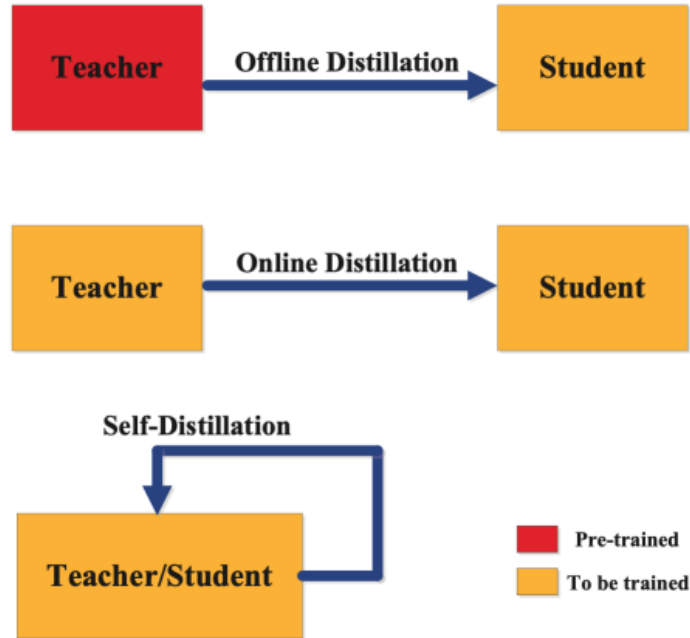 Teacher
Offline Distillation
Student
Teacher
Online Distillation
Student
Self-Distillation
Teacher/Student
Pre-trained
To be trained